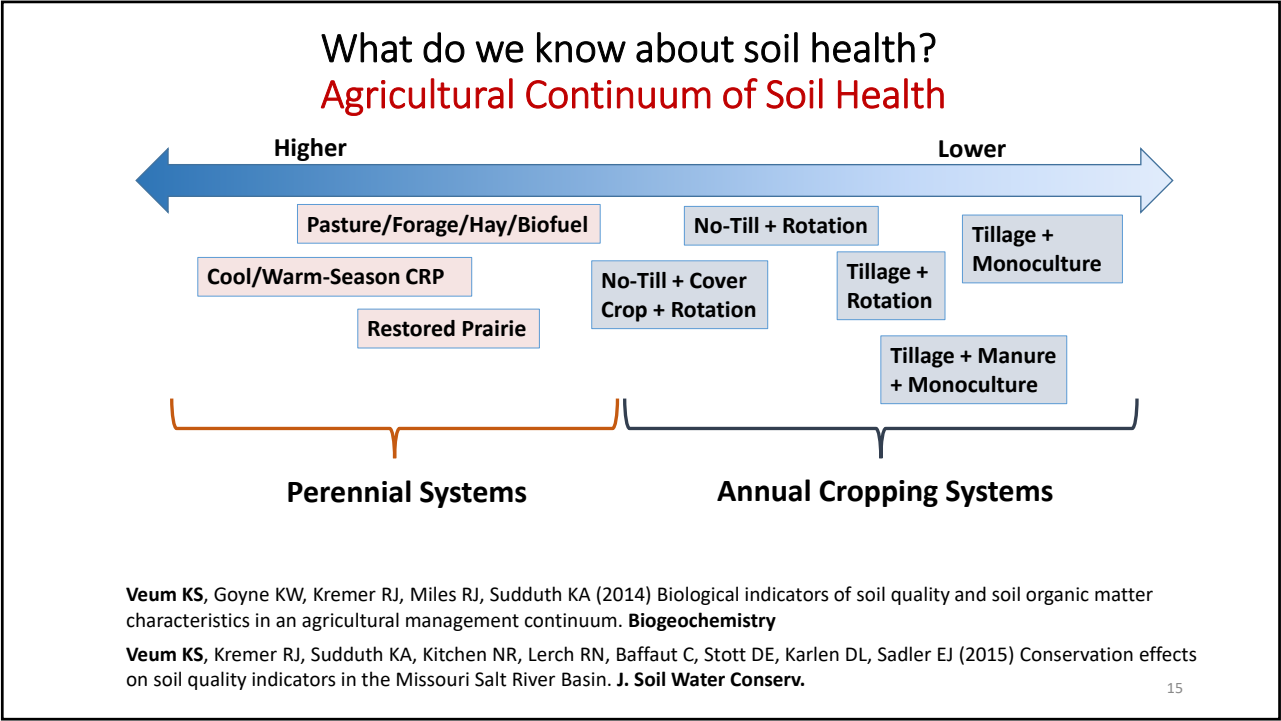 What do we know about soil health?
Agricultural Continuum of Soil Health
Higher
Lower
Pasture/Forage/Hay/Biofuel
No-Till + Rotation
Tillage +
Monoculture
Cool/Warm-Season CRP
No-Till + Cover
Crop + Rotation
Tillage +
Rotation
Restored Prairie
Tillage + Manure
+ Monoculture
Perennial Systems
Annual Cropping Systems
Veum KS, Goyne KW, Kremer RJ, Miles RJ, Sudduth KA (2014) Biological indicators of soil quality and soil organic matter
characteristics in an agricultural management continuum. Biogeochemistry
Veum KS, Kremer RJ, Sudduth KA, Kitchen NR, Lerch RN, Baffaut C, Stott DE, Karlen DL, Sadler EJ (2015) Conservation effects
on soil quality indicators in the Missouri Salt River Basin. J. Soil Water Conserv.
15